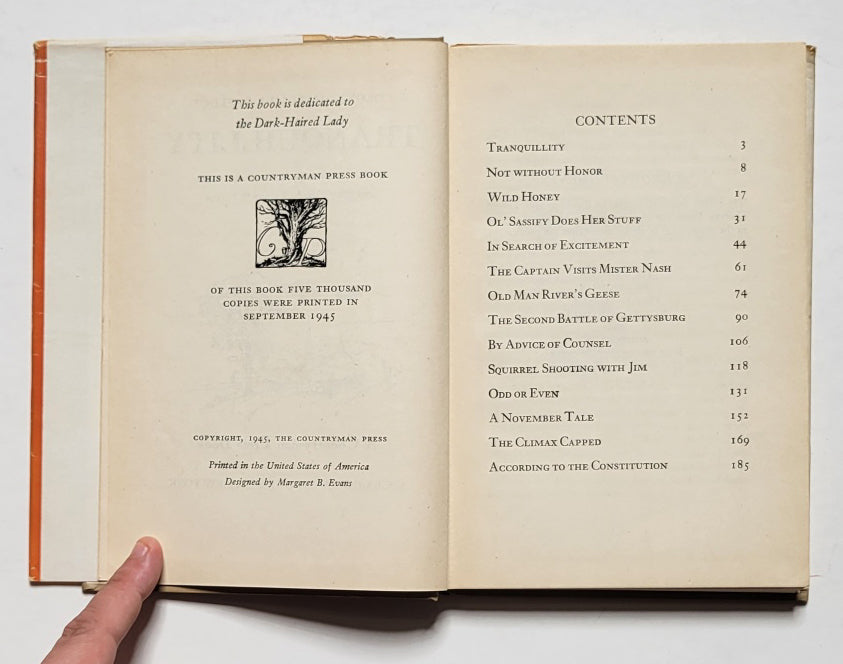 This book is dedicated to
the Dark-Haired Lady
THIS IS A COUNTRYMAN PRESS BOOK
CP
OF THIS BOOK FIVE THOUSAND
COPIES WERE PRINTED IN
SEPTEMBER 1945
COPYRIGHT, 1945, THE COUNTRYMAN PRESS
Printed in the United States of America
Designed by Margaret B. Evans
CONTENTS
TRANQUILLITY 3
NOT WITHOUT HONOR 8
WILD HONEY 17
OL' SASSIFY DOES HER STUFF 31
IN SEARCH OF EXCITEMENT 44
THE CAPTAIN VISITS MISTER NASH 61
OLD MAN RIVER'S GEESE 74
THE SECOND BATTLE OF GETTYSBURG 90
BY ADVICE OF COUNSEL 106
SQUIRREL SHOOTING WITH JIM 118
ODD OR EVEN 131
A NOVEMBER TALE 152
THE CLIMAX CAPPED 169
ACCORDING TO THE CONSTITUTION 185